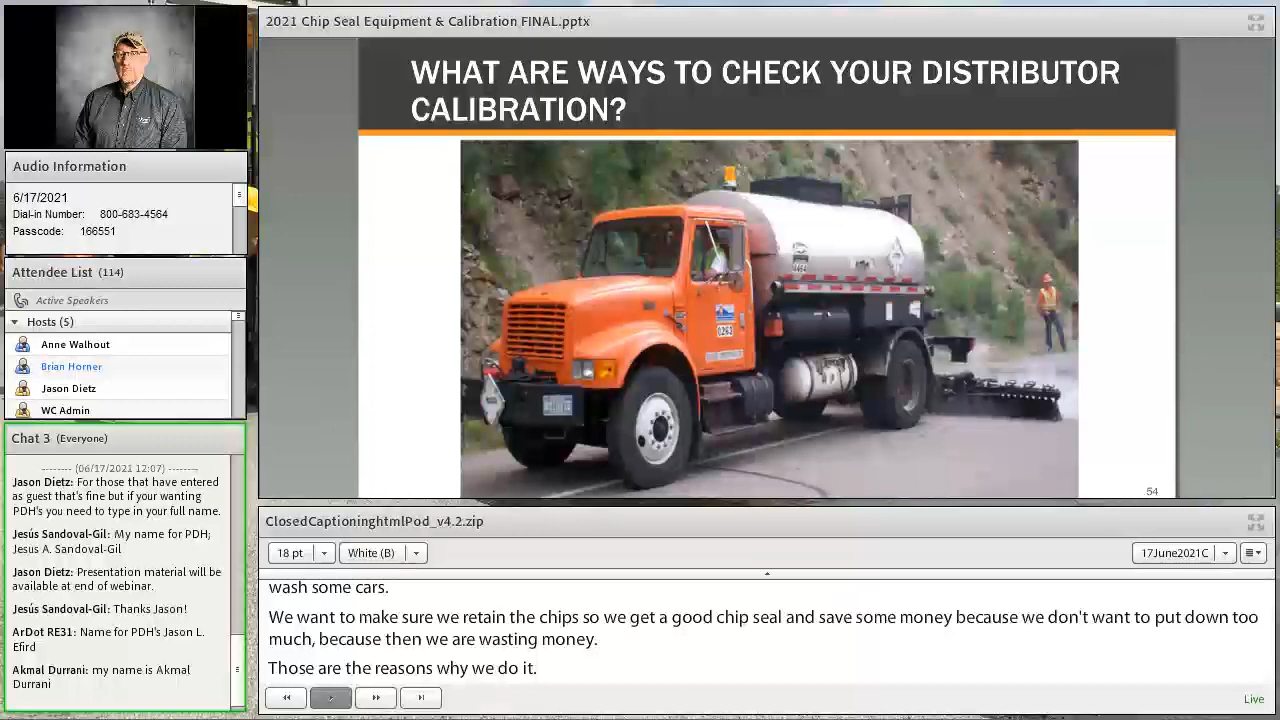 2021 Chip Seal Equipment & Calibration FINAL.pptx
WHAT ARE WAYS TO CHECK YOUR DISTRIBUTOR
CALIBRATION?
0263
54
Audio Information
6/17/2021
Dial-in Number: 800-683-4564
Passcode: 166551
Attendee List (114)
Active Speakers
Hosts (5)
Anne Walhout
Brian Horner
Jason Dietz
WC Admin
Chat 3 (Everyone)
-------- (06/17/2021 12:07) --------
Jason Dietz: For those that have entered
as guest that's fine but if your wanting
PDH's you need to type in your full name.
Jesús Sandoval-Gil: My name for PDH;
Jesus A. Sandoval-Gil
Jason Dietz: Presentation material will be
available at end of webinar.
Jesús Sandoval-Gil: Thanks Jason!
ArDot RE31: Name for PDH's Jason L.
Efird
Akmal Durrani: my name is Akmal
Durrani
ClosedCaptioninghtmlPod_v4.2.zip
18 pt
White (B)
17June2021C
wash some cars.
We want to make sure we retain the chips so we get a good chip seal and save some money because we don't want to put down too
much, because then we are wasting money.
Those are the reasons why we do it.
Live